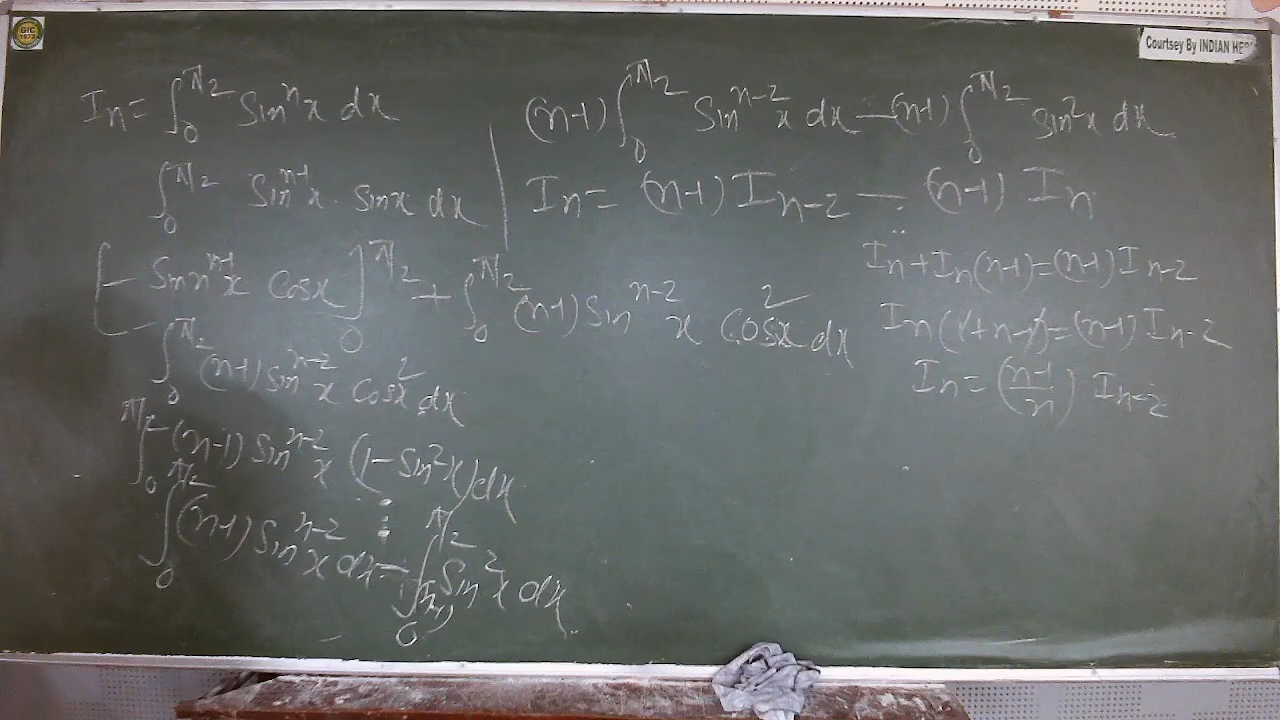 GIC
1973
Courtsey By INDIAN HER
Iₙ = ∫₀^π/2 Sinⁿx dx
∫₀^π/2 Sinⁿ⁻¹x · sinx dx
[- Sinⁿ⁻¹x Cosx]₀^π/2 + ∫₀^π/2 (n-1) Sinⁿ⁻²x Cos²x dx
∫₀^π/2 (n-1) sinⁿ⁻²x Cos²x dx
∫₀^π/2 (n-1) Sinⁿ⁻²x (1-Sin²x) dx
∫₀^π/2 (n-1) Sinⁿ⁻²x dx - ∫₀^π/2 (n-1) Sin²x dx
(n-1) ∫₀^π/2 Sinⁿ⁻²x dx - (n-1) ∫₀^π/2 Sin²x dx
Iₙ = (n-1) Iₙ₋₂ - (n-1) Iₙ
Iₙ + Iₙ(n-1) = (n-1) Iₙ₋₂
Iₙ(1+n-1) = (n-1) Iₙ₋₂
Iₙ = (n-1/n) Iₙ₋₂